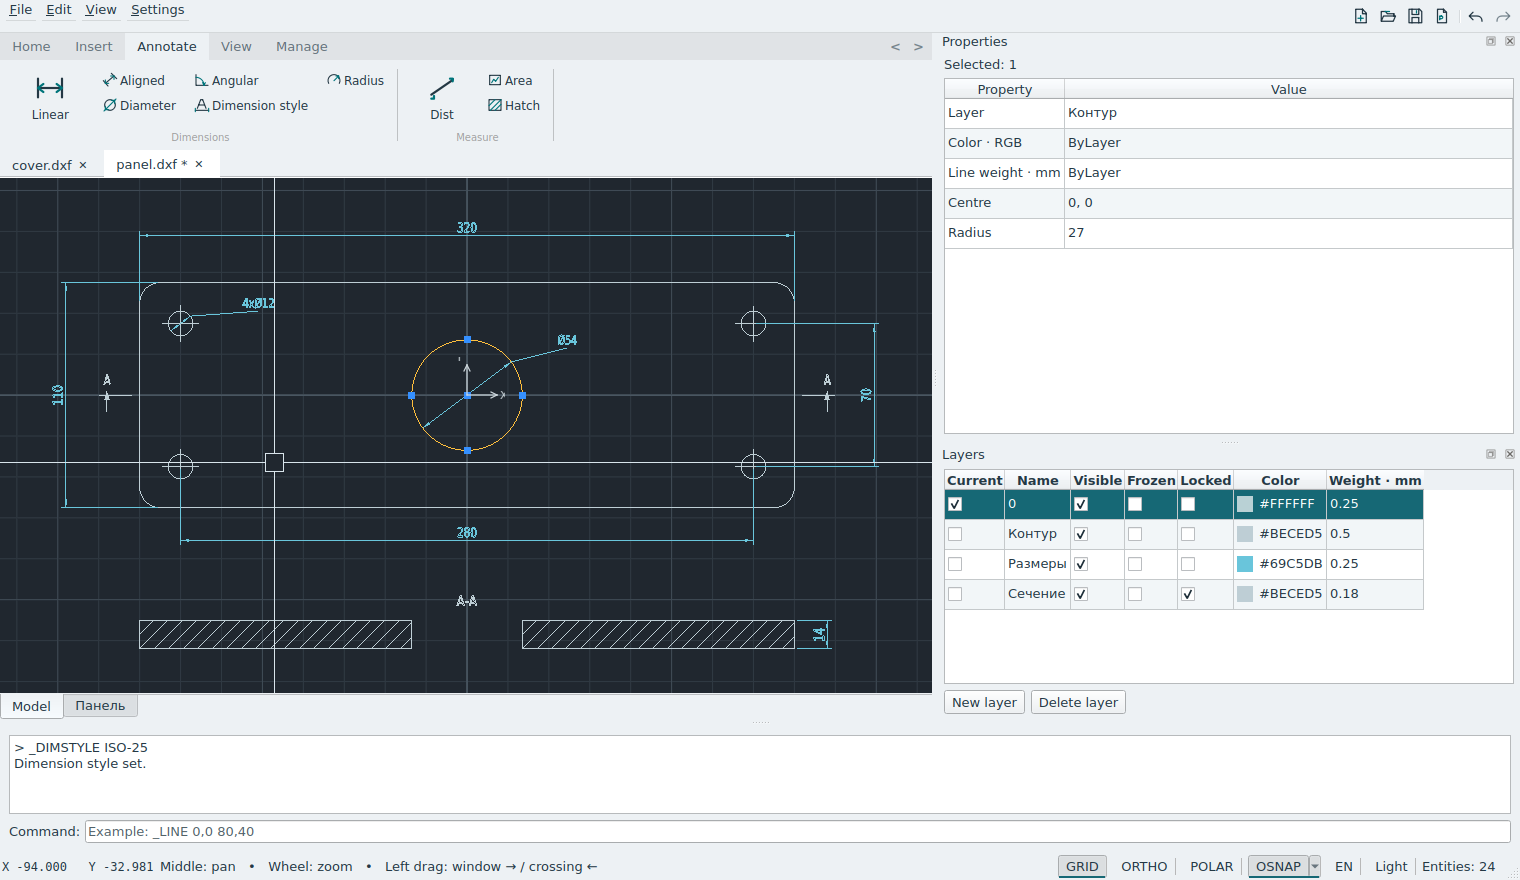 File Edit View Settings
Home Insert Annotate View Manage < >
Linear
Aligned Angular Radius
Diameter Dimension style
Dimensions
Dist
Area
Hatch
Measure
cover.dxf × panel.dxf * ×
320
4xØ12
Ø54
110
A
A
70
X
280
A-A
14
Model Панель
Properties
Selected: 1
Property Value
Layer Контур
Color · RGB ByLayer
Line weight · mm ByLayer
Centre 0, 0
Radius 27
Layers
Current Name Visible Frozen Locked Color Weight · mm
0 #FFFFFF 0.25
Контур #BECED5 0.5
Размеры #69C5DB 0.25
Сечение #BECED5 0.18
New layer Delete layer
> _DIMSTYLE ISO-25
Dimension style set.
Command: Example: _LINE 0,0 80,40
X -94.000 Y -32.981 Middle: pan • Wheel: zoom • Left drag: window → / crossing ← GRID ORTHO POLAR OSNAP EN Light Entities: 24